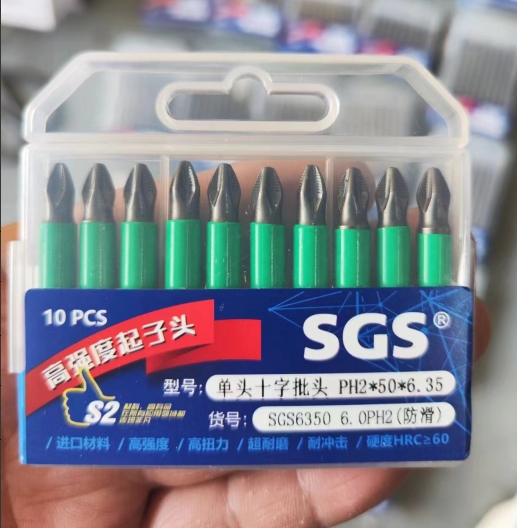 10 PCS
SGS®
高强度起子头
型号: 单头十字批头 PH2*50*6.35
S2
货号: SGS6350 6.0PH2(防滑)
/ 进口材料 / 高强度 / 高扭力 / 超耐磨 / 耐冲击 / 硬度HRC≥60